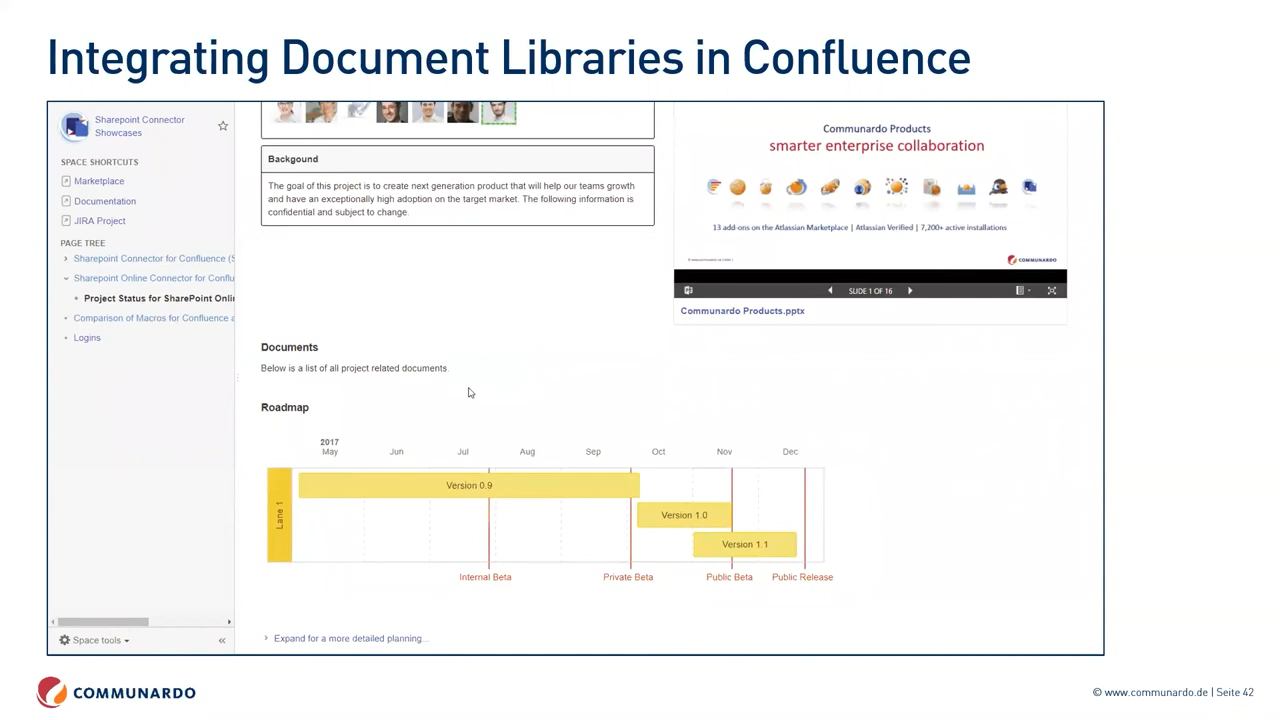 Integrating Document Libraries in Confluence
Sharepoint Connector
Showcases
SPACE SHORTCUTS
Marketplace
Documentation
JIRA Project
PAGE TREE
Sharepoint Connector for Confluence (S
Sharepoint Online Connector for Conflu
Project Status for SharePoint Onli
Comparison of Macros for Confluence a
Logins
Space tools
Backgound
The goal of this project is to create next generation product that will help our teams growth
and have an exceptionally high adoption on the target market. The following information is
confidential and subject to change.
Communardo Products
smarter enterprise collaboration
13 add-ons on the Atlassian Marketplace | Atlassian Verified | 7,200+ active installations
COMMUNARDO
SLIDE 1 OF 16
Communardo Products.pptx
Documents
Below is a list of all project related documents.
Roadmap
2017
May Jun Jul Aug Sep Oct Nov Dec
Lane 1
Version 0.9
Version 1.0
Version 1.1
Internal Beta Private Beta Public Beta Public Release
Expand for a more detailed planning...
COMMUNARDO
© www.communardo.de | Seite 42